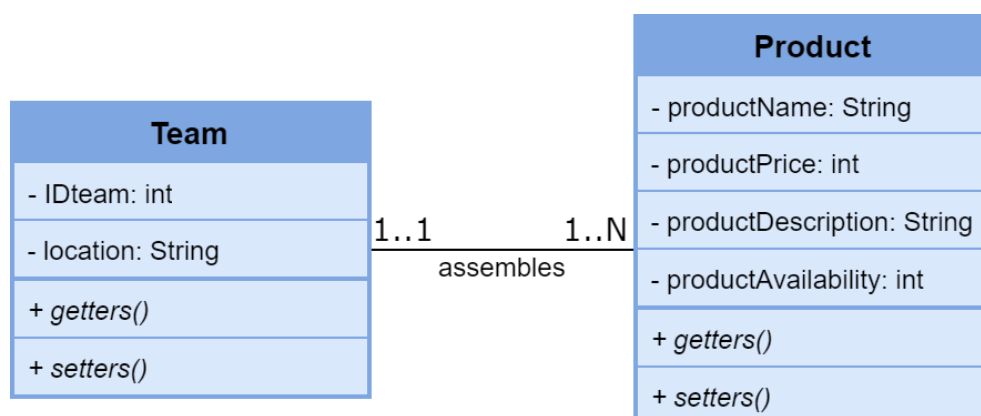 Team
- IDteam: int
- location: String
+ getters()
+ setters()
1..1
1..N
assembles
Product
- productName: String
- productPrice: int
- productDescription: String
- productAvailability: int
+ getters()
+ setters()